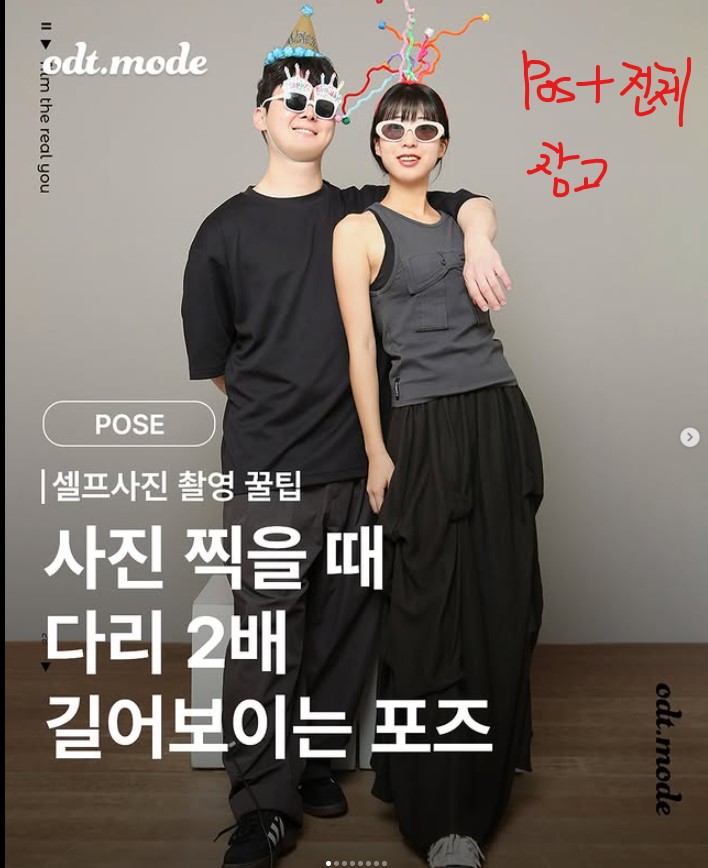 odt.mode
I'm the real you
Post 전체
참고
POSE
셀프사진 촬영 꿀팁
사진 찍을 때
다리 2배
길어보이는 포즈
odt.mode